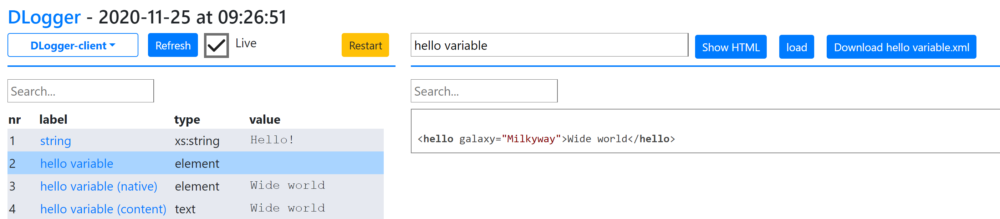 DLogger - 2020-11-25 at 09:26:51
DLogger-client Refresh Live Restart
Search...
nr label type value
1 string xs:string Hello!
2 hello variable element
3 hello variable (native) element Wide world
4 hello variable (content) text Wide world
hello variable Show HTML load Download hello variable.xml
Search...
<hello galaxy="Milkyway">Wide world</hello>